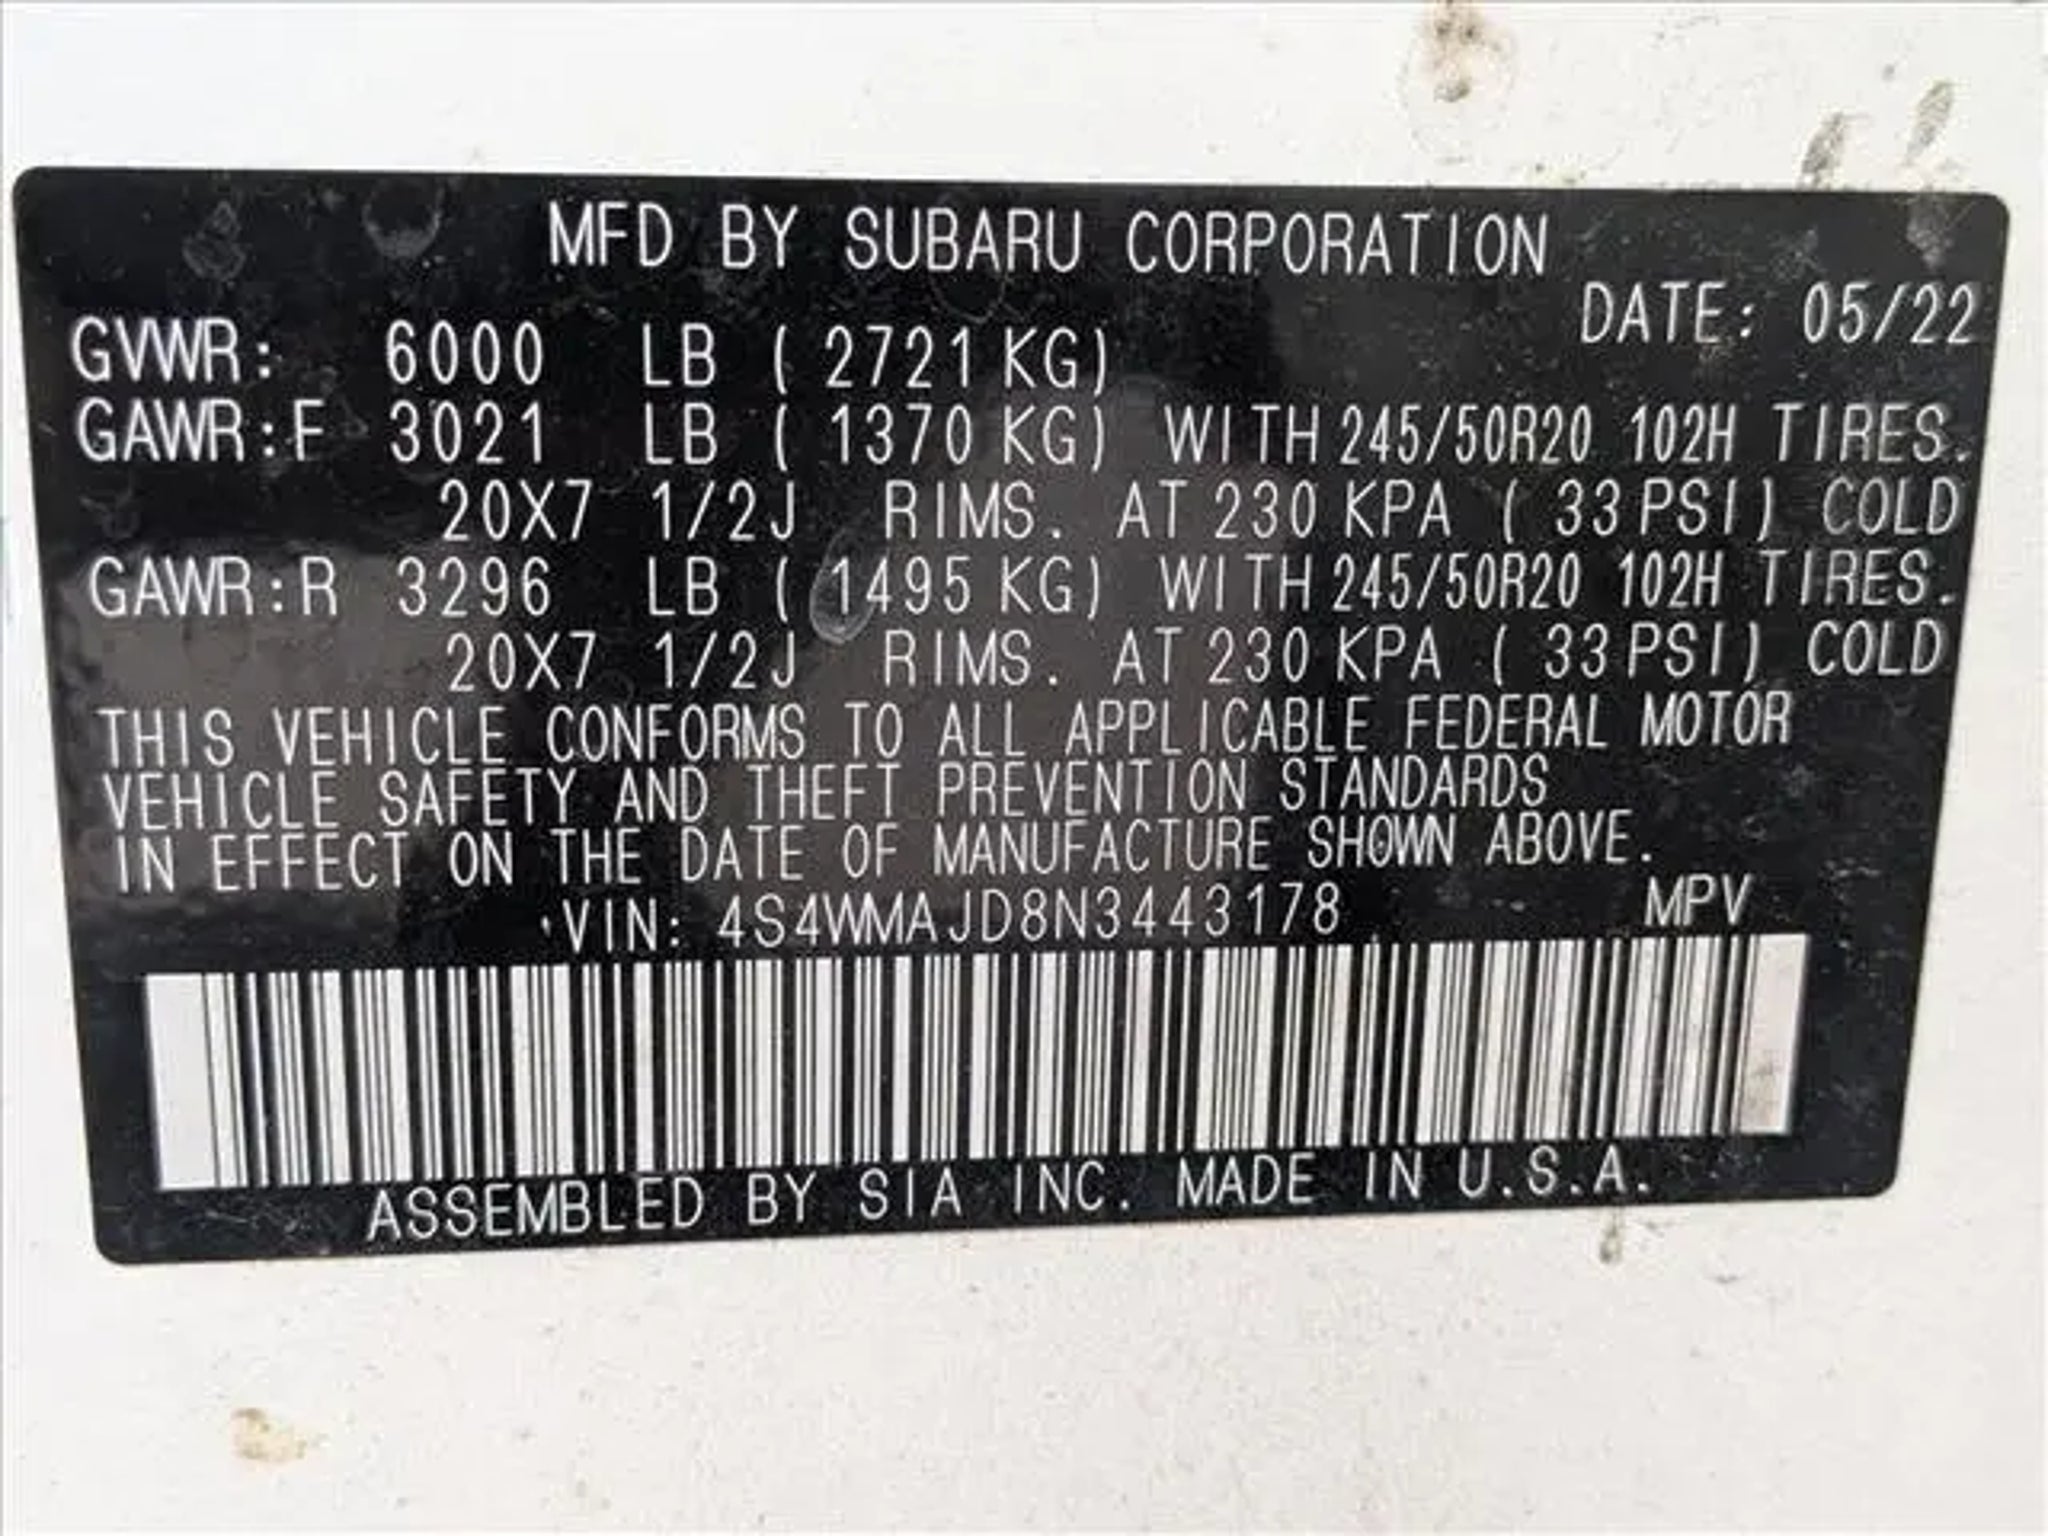 MFD BY SUBARU CORPORATION
DATE: 05/22
GVWR: 6000 LB ( 2721 KG)
GAWR:F 3021 LB ( 1370 KG) WITH 245/50R20 102H TIRES.
20X7 1/2J RIMS. AT 230 KPA ( 33 PSI) COLD
GAWR:R 3296 LB ( 1495 KG) WITH 245/50R20 102H TIRES.
20X7 1/2J RIMS. AT 230 KPA ( 33 PSI) COLD
THIS VEHICLE CONFORMS TO ALL APPLICABLE FEDERAL MOTOR
VEHICLE SAFETY AND THEFT PREVENTION STANDARDS
IN EFFECT ON THE DATE OF MANUFACTURE SHOWN ABOVE.
VIN: 4S4WMAJD8N3443178 MPV
ASSEMBLED BY SIA INC. MADE IN U.S.A.